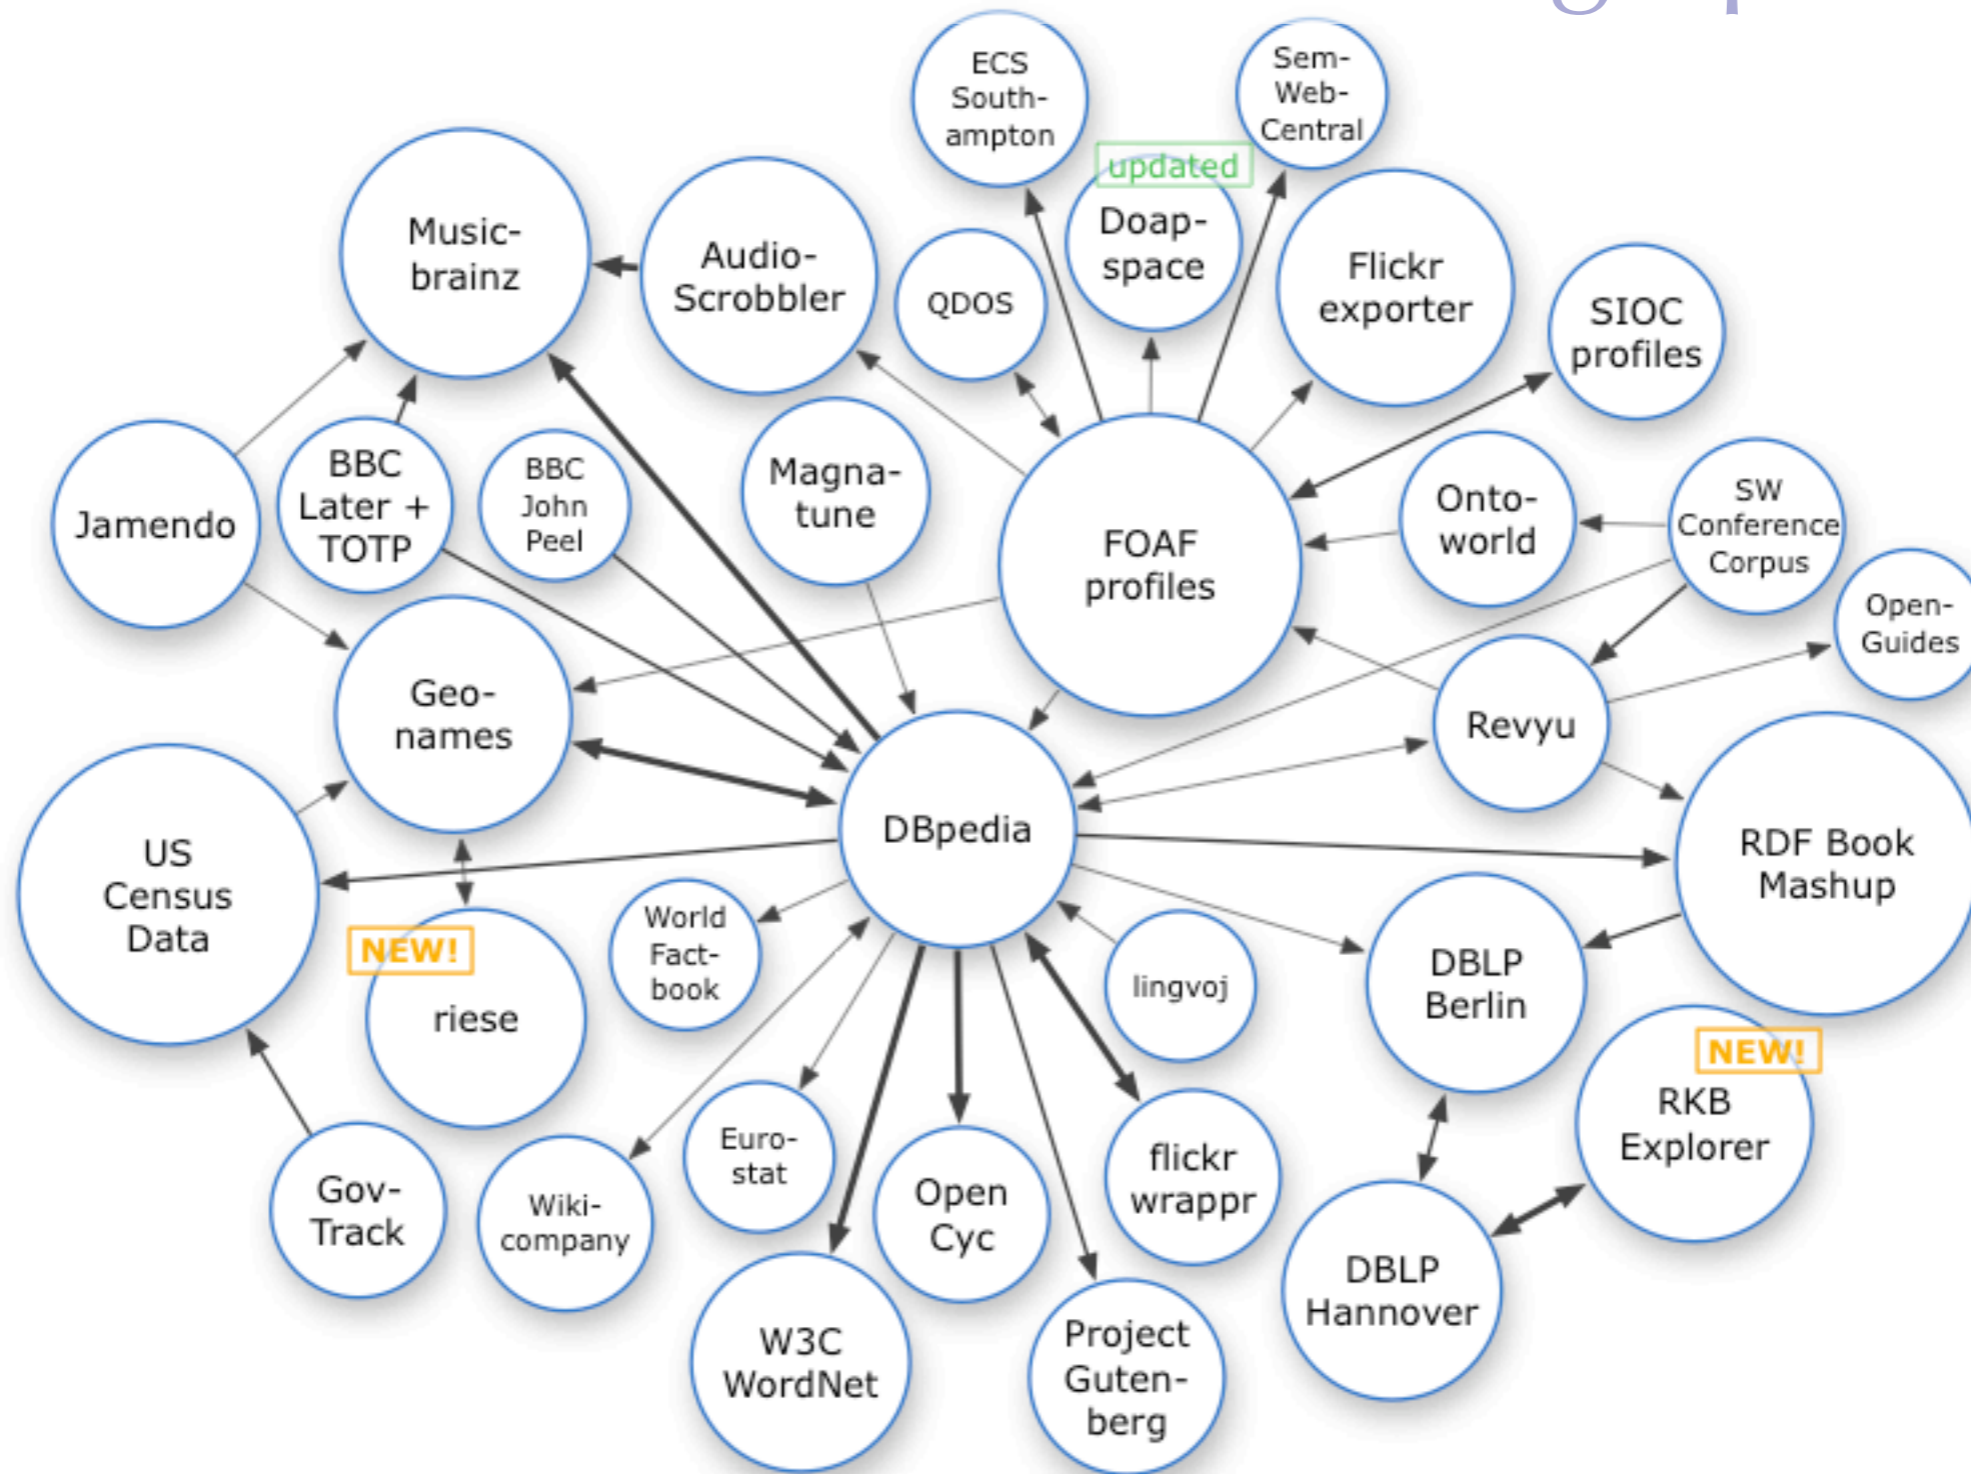 ECS
South-
ampton
Sem-
Web-
Central
updated
Doap-
space
Music-
brainz
Audio-
Scrobbler
QDOS
Flickr
exporter
SIOC
profiles
Jamendo
BBC
Later +
TOTP
BBC
John
Peel
Magna-
tune
FOAF
profiles
Onto-
world
SW
Conference
Corpus
Open-
Guides
Geo-
names
Revyu
US
Census
Data
DBpedia
RDF Book
Mashup
World
Fact-
book
lingvoj
DBLP
Berlin
NEW!
riese
NEW!
RKB
Explorer
Gov-
Track
Wiki-
company
Euro-
stat
Open
Cyc
flickr
wrappr
DBLP
Hannover
W3C
WordNet
Project
Guten-
berg